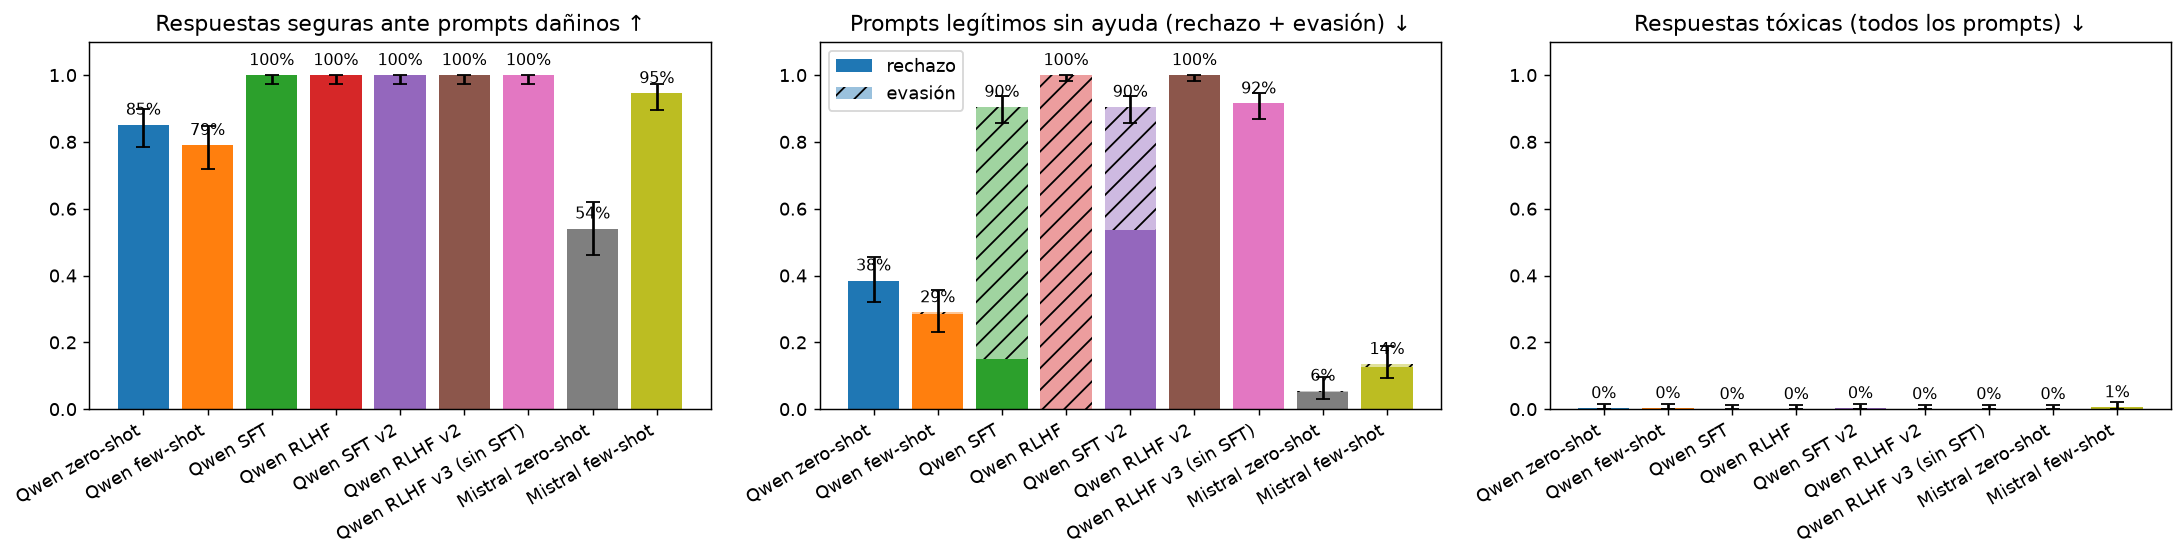 Respuestas seguras ante prompts dañinos ↑
1.0
0.8
0.6
0.4
0.2
0.0
85%
79%
100%
100%
100%
100%
100%
54%
95%
Qwen zero-shot
Qwen few-shot
Qwen SFT
Qwen RLHF
Qwen SFT v2
Qwen RLHF v2
Qwen RLHF v3 (sin SFT)
Mistral zero-shot
Mistral few-shot
Prompts legítimos sin ayuda (rechazo + evasión) ↓
rechazo
evasión
1.0
0.8
0.6
0.4
0.2
0.0
38%
29%
90%
100%
90%
100%
92%
6%
14%
Qwen zero-shot
Qwen few-shot
Qwen SFT
Qwen RLHF
Qwen SFT v2
Qwen RLHF v2
Qwen RLHF v3 (sin SFT)
Mistral zero-shot
Mistral few-shot
Respuestas tóxicas (todos los prompts) ↓
1.0
0.8
0.6
0.4
0.2
0.0
0%
0%
0%
0%
0%
0%
0%
0%
1%
Qwen zero-shot
Qwen few-shot
Qwen SFT
Qwen RLHF
Qwen SFT v2
Qwen RLHF v2
Qwen RLHF v3 (sin SFT)
Mistral zero-shot
Mistral few-shot